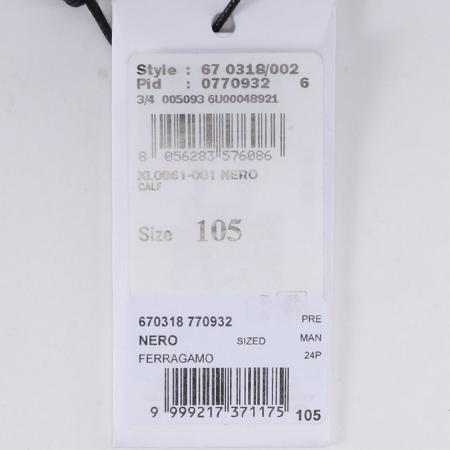 Style : 67 0318/002
Pid : 0770932 6
3/4 005093 6U00048921
8 056283 576086
XL0861-001 NERO
CALF
Size 105
670318 770932 PRE
NERO SIZED MAN
FERRAGAMO 24P
9 999217 371175 105